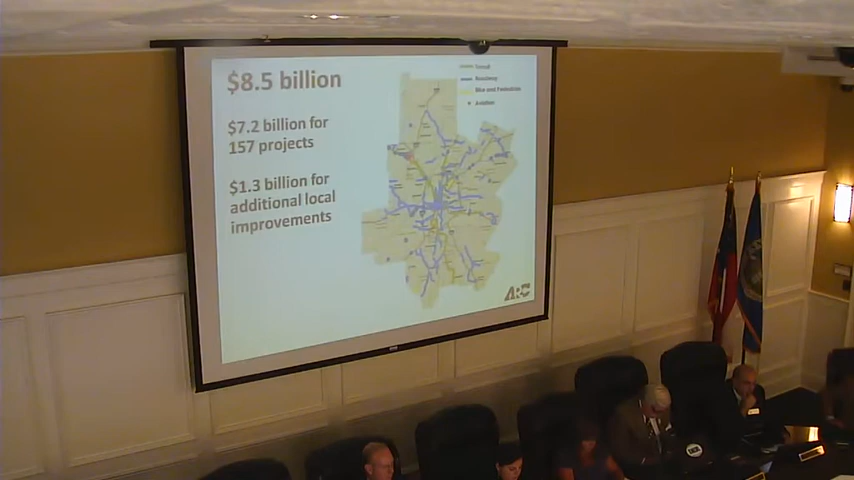 $8.5 billion
$7.2 billion for
157 projects
$1.3 billion for
additional local
improvements
Transit
Roadway
Bike and Pedestrian
Aviation
ARC